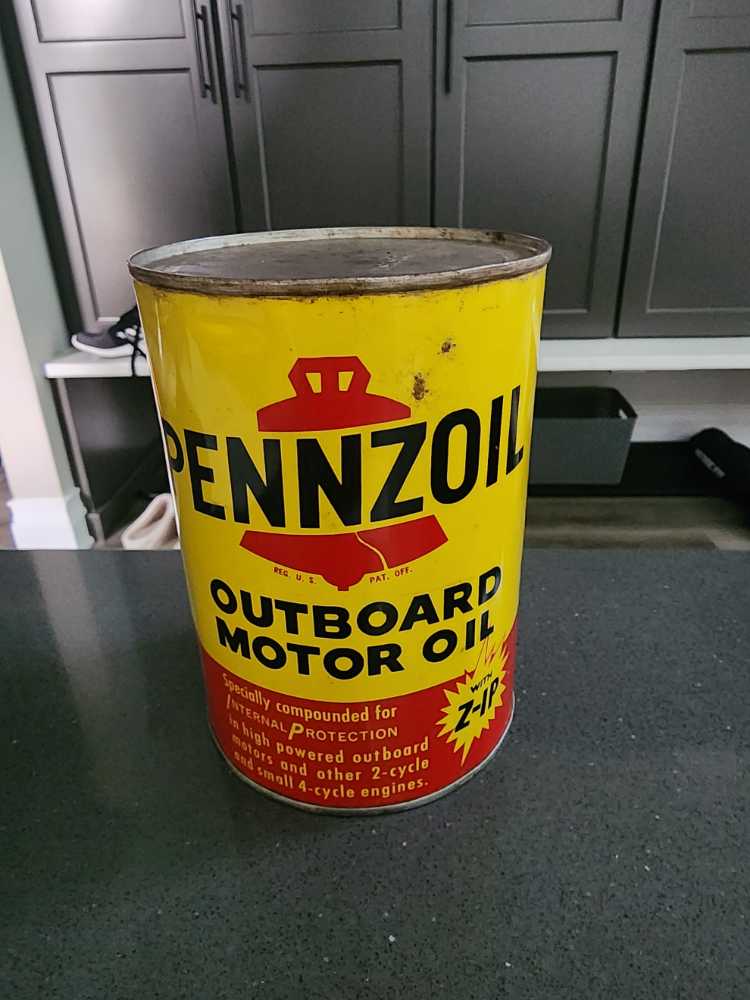 PENNZOIL
REG. U. S. PAT. OFF.
OUTBOARD
MOTOR OIL
WITH
Z-IP
Specially compounded for
INTERNAL PROTECTION
in high powered outboard
motors and other 2-cycle
and small 4-cycle engines.